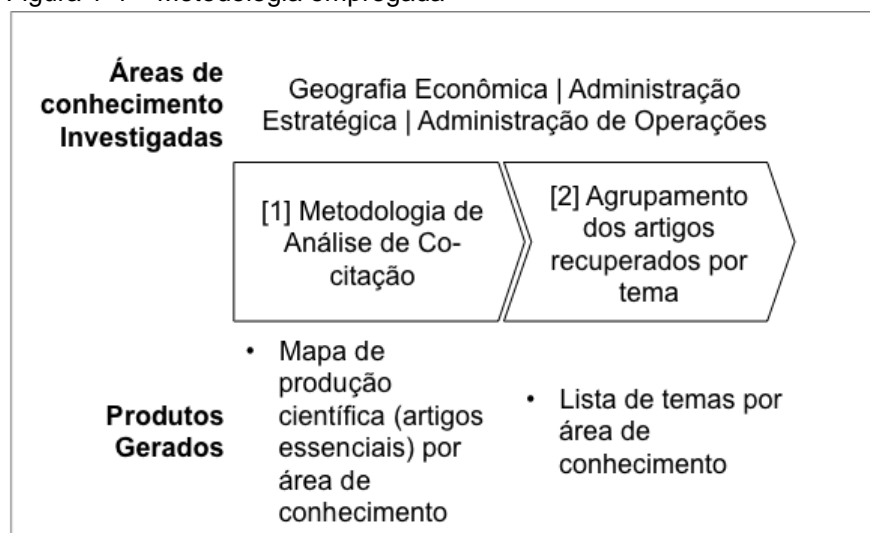 Áreas de
conhecimento
Investigadas
Geografia Econômica | Administração
Estratégica | Administração de Operações
[1] Metodologia de
Análise de Co-
citação
[2] Agrupamento
dos artigos
recuperados por
tema
Produtos
Gerados
• Mapa de
produção
científica (artigos
essenciais) por
área de
conhecimento
• Lista de temas por
área de
conhecimento